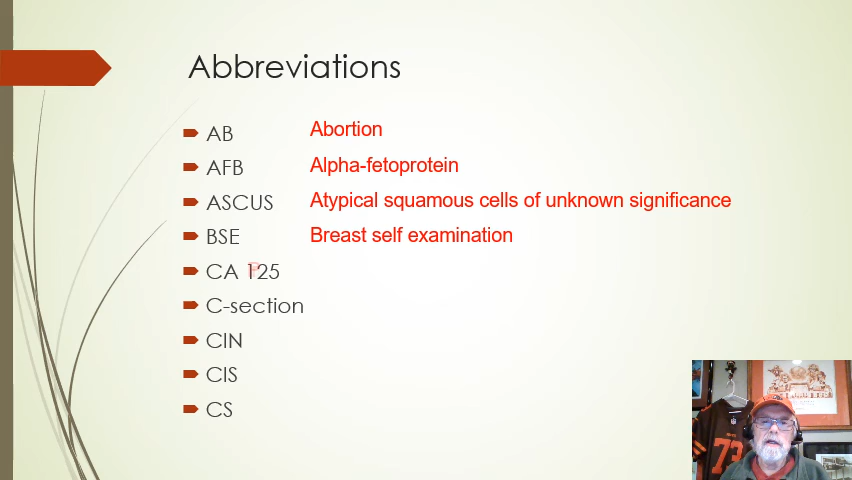 Abbreviations
AB Abortion
AFB Alpha-fetoprotein
ASCUS Atypical squamous cells of unknown significance
BSE Breast self examination
CA 125
C-section
CIN
CIS
CS
73